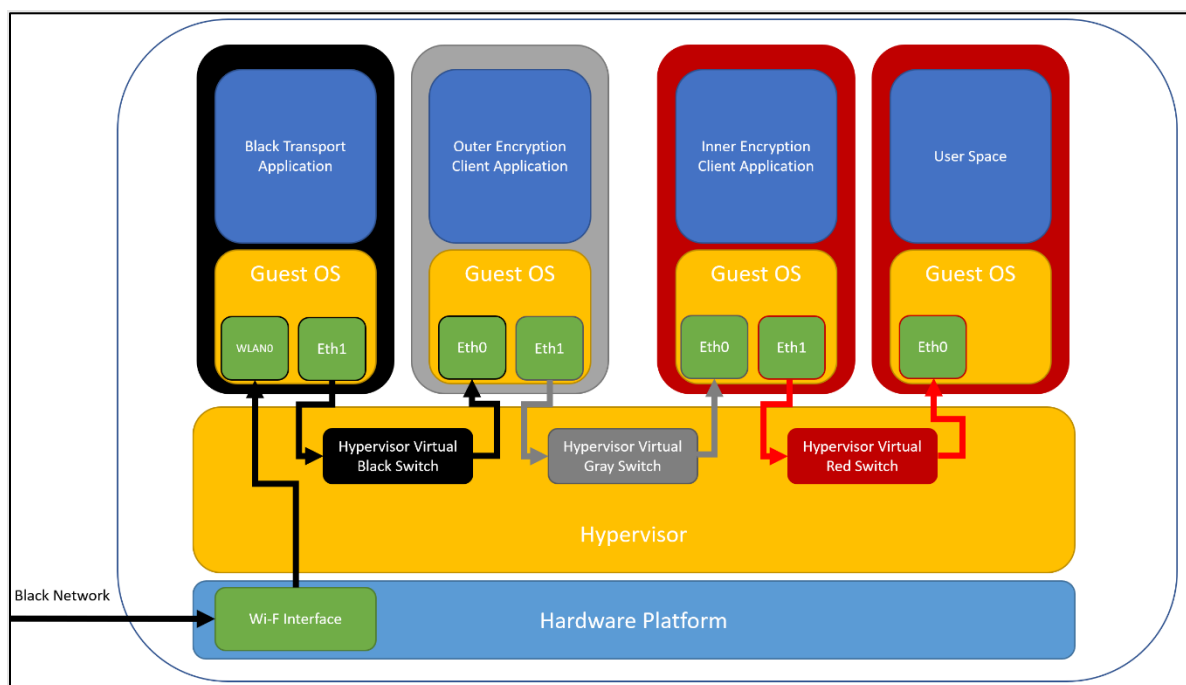 Black Transport
Application
Outer Encryption
Client Application
Inner Encryption
Client Application
User Space
Guest OS
Guest OS
Guest OS
Guest OS
WLAN0
Eth1
Eth0
Eth1
Eth0
Eth1
Eth0
Hypervisor Virtual
Black Switch
Hypervisor Virtual
Gray Switch
Hypervisor Virtual
Red Switch
Hypervisor
Black Network
Wi-F Interface
Hardware Platform